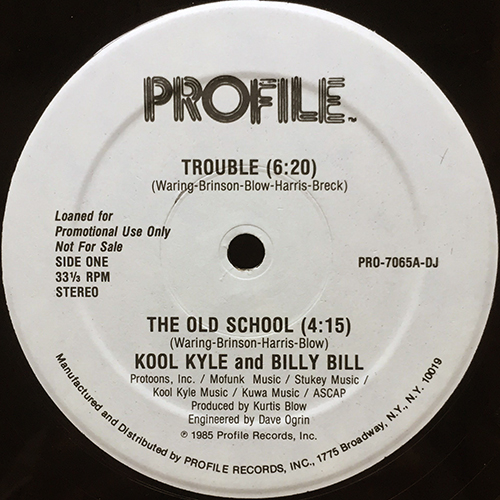 PROFILE™
TROUBLE (6:20)
(Waring-Brinson-Blow-Harris-Breck)
Loaned for
Promotional Use Only
Not For Sale
SIDE ONE
33⅓ RPM
STEREO
PRO-7065A-DJ
THE OLD SCHOOL (4:15)
(Waring-Brinson-Harris-Blow)
KOOL KYLE and BILLY BILL
Protoons, Inc. / Mofunk Music / Stukey Music /
Kool Kyle Music / Kuwa Music / ASCAP
Produced by Kurtis Blow
Engineered by Dave Ogrin
℗ 1985 Profile Records, Inc.
Manufactured and Distributed by PROFILE RECORDS, INC., 1775 Broadway, N.Y., N.Y. 10019